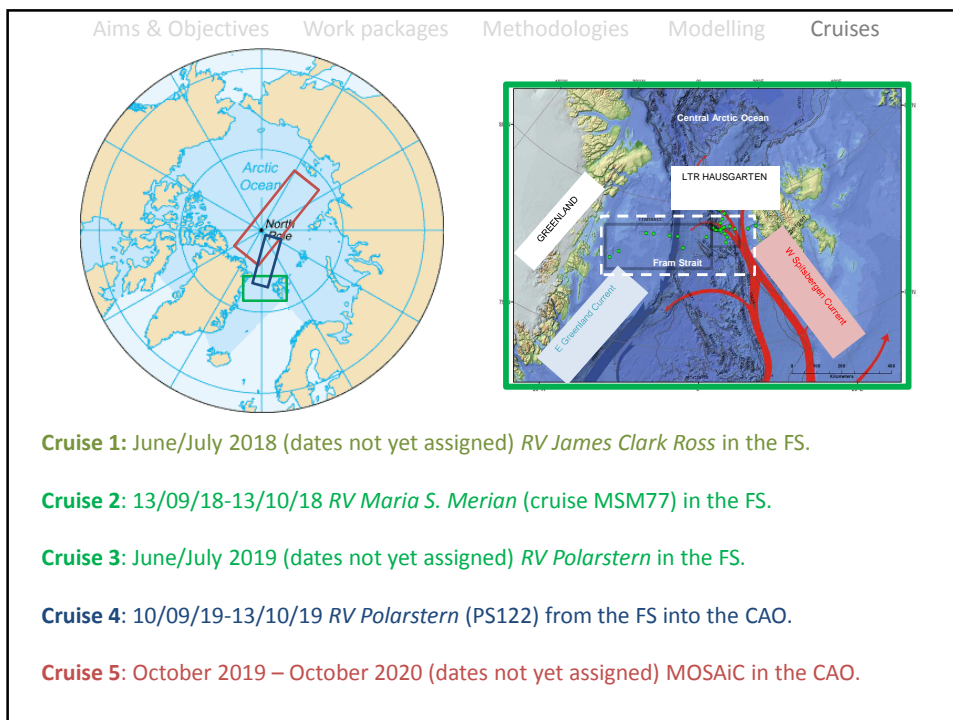 Aims & Objectives Work packages Methodologies Modelling Cruises
Arctic
Ocean
North
Pole
Central Arctic Ocean
LTR HAUSGARTEN
GREENLAND
Fram Strait
E Greenland Current
W Spitsbergen Current
Kilometers
Cruise 1: June/July 2018 (dates not yet assigned) RV James Clark Ross in the FS.
Cruise 2: 13/09/18-13/10/18 RV Maria S. Merian (cruise MSM77) in the FS.
Cruise 3: June/July 2019 (dates not yet assigned) RV Polarstern in the FS.
Cruise 4: 10/09/19-13/10/19 RV Polarstern (PS122) from the FS into the CAO.
Cruise 5: October 2019 – October 2020 (dates not yet assigned) MOSAiC in the CAO.